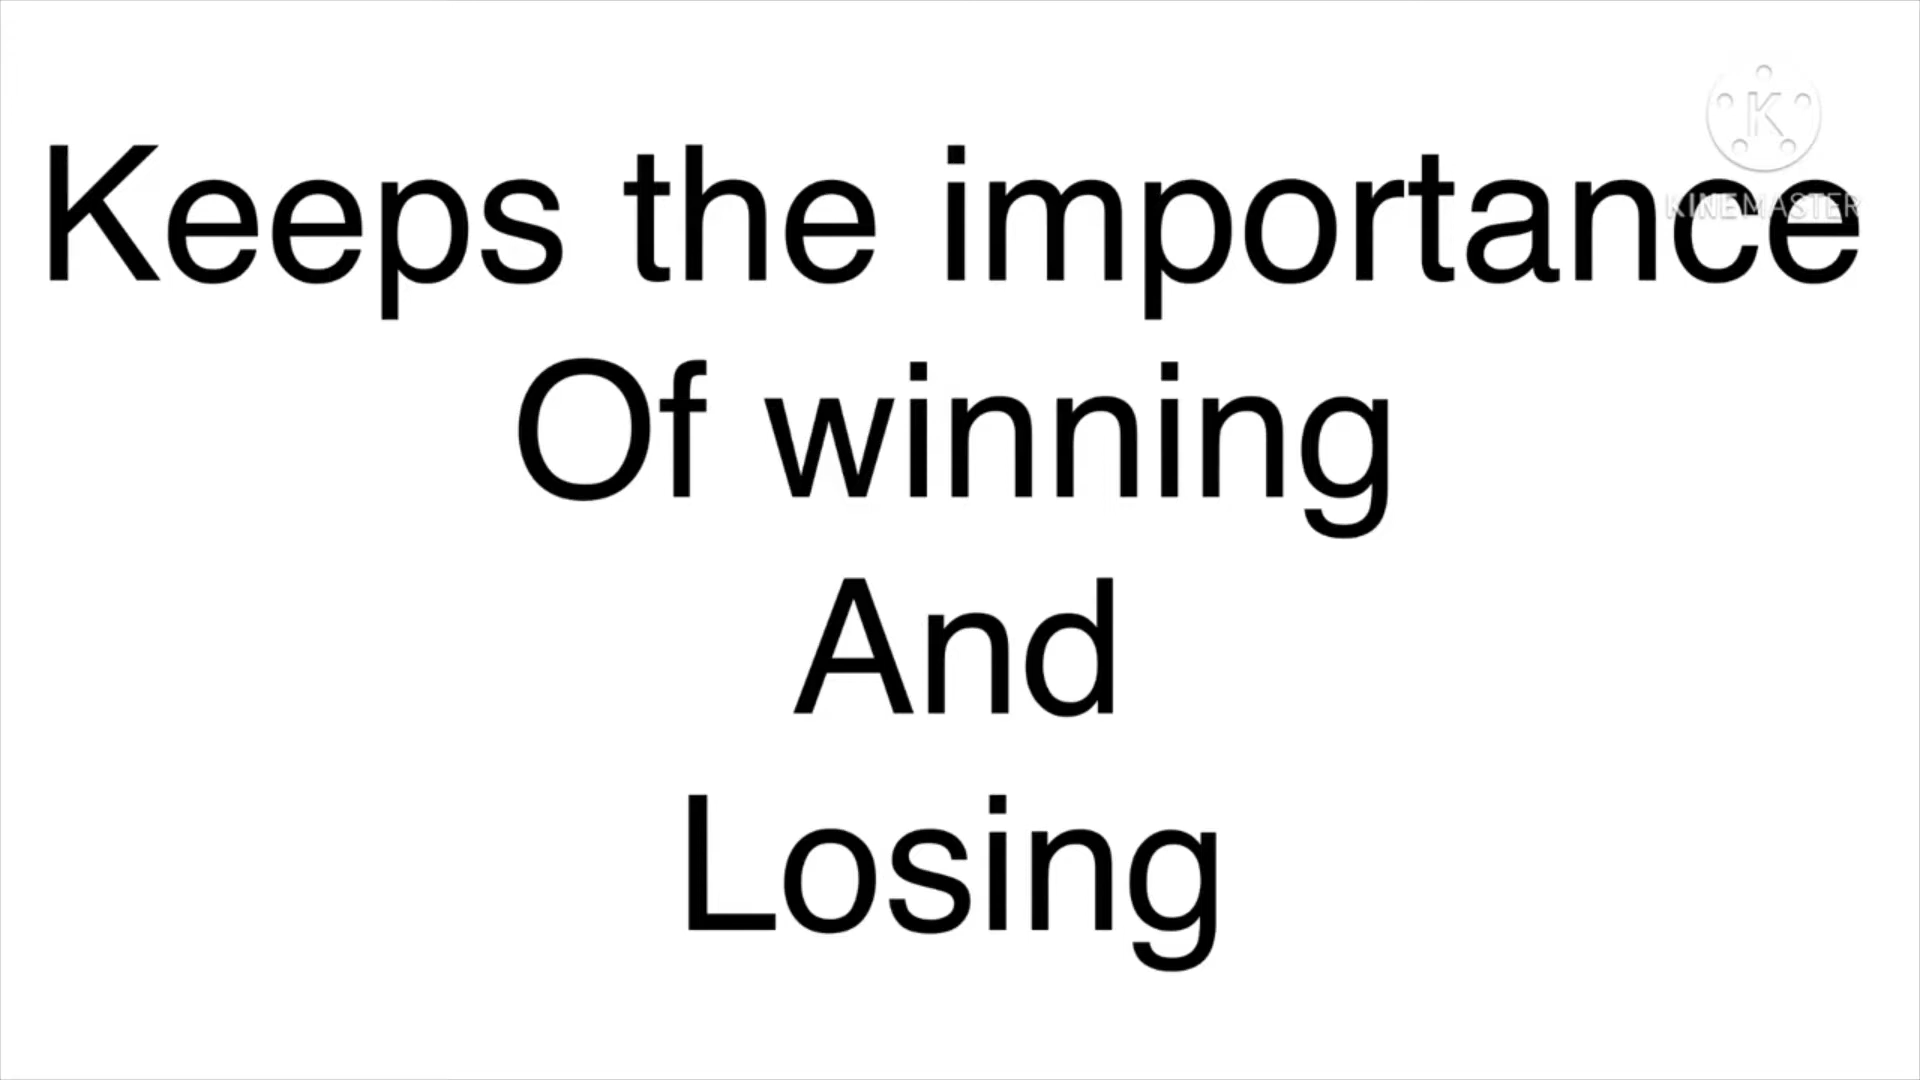 KINEMASTER
Keeps the importance
Of winning
And
Losing